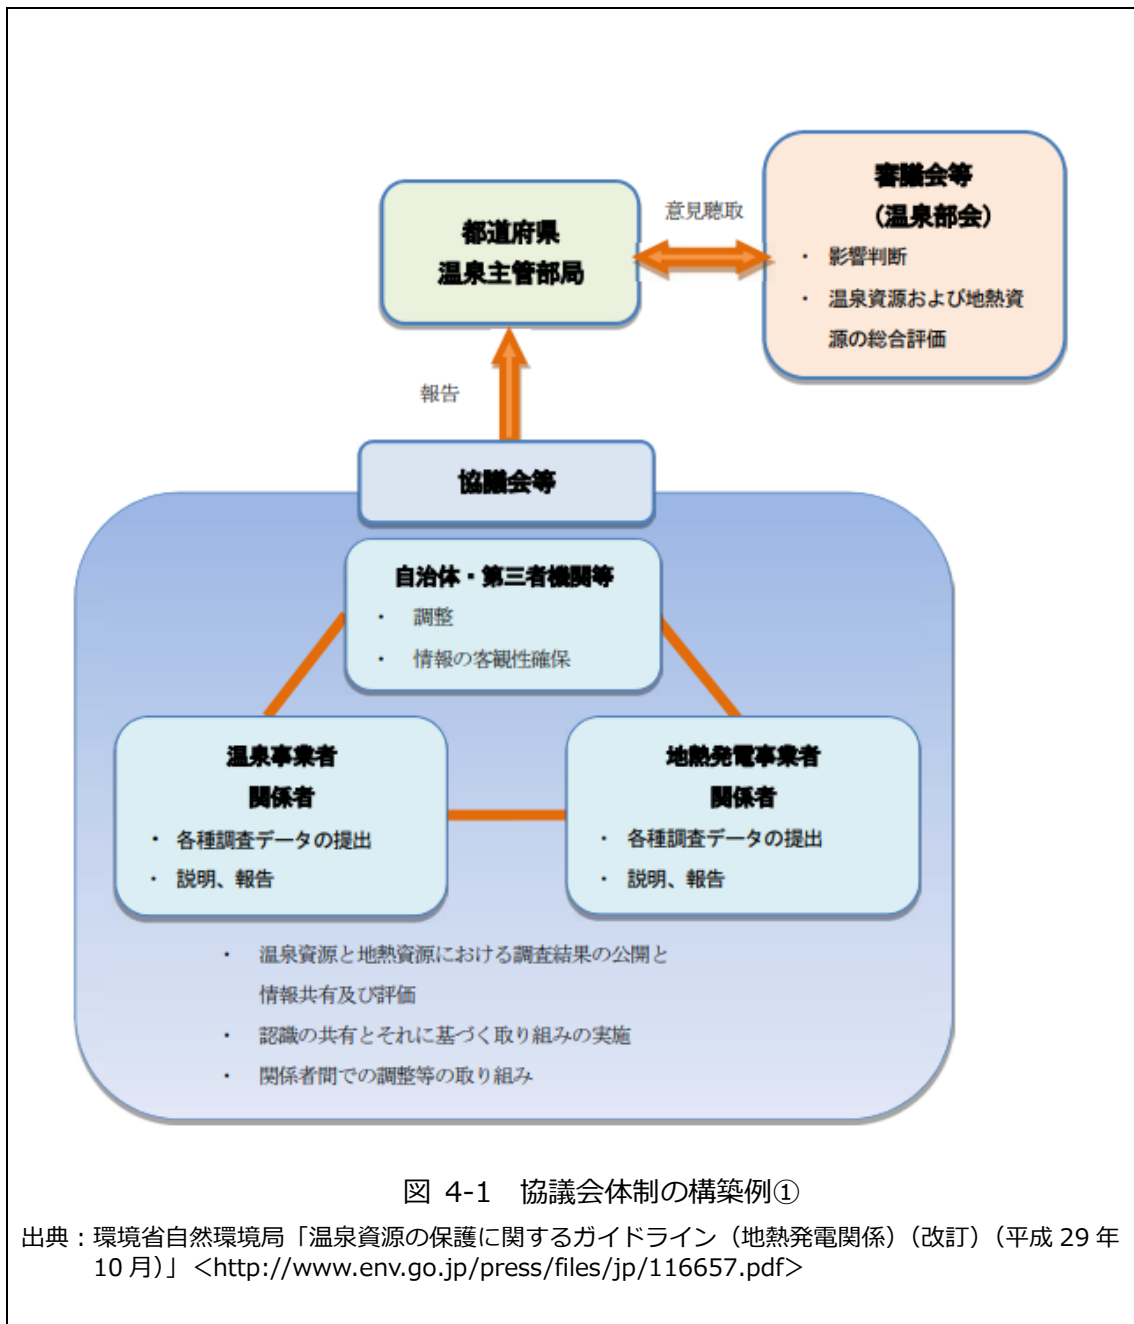 審議会等
（温泉部会）
・ 影響判断
・ 温泉資源および地熱資
源の総合評価
意見聴取
都道府県
温泉主管部局
報告
協議会等
自治体・第三者機関等
・ 調整
・ 情報の客観性確保
温泉事業者
関係者
・ 各種調査データの提出
・ 説明、報告
地熱発電事業者
関係者
・ 各種調査データの提出
・ 説明、報告
・ 温泉資源と地熱資源における調査結果の公開と
情報共有及び評価
・ 認識の共有とそれに基づく取り組みの実施
・ 関係者間での調整等の取り組み
図 4-1 協議会体制の構築例①
出典：環境省自然環境局「温泉資源の保護に関するガイドライン（地熱発電関係）（改訂）（平成 29 年
10 月）」＜http://www.env.go.jp/press/files/jp/116657.pdf＞